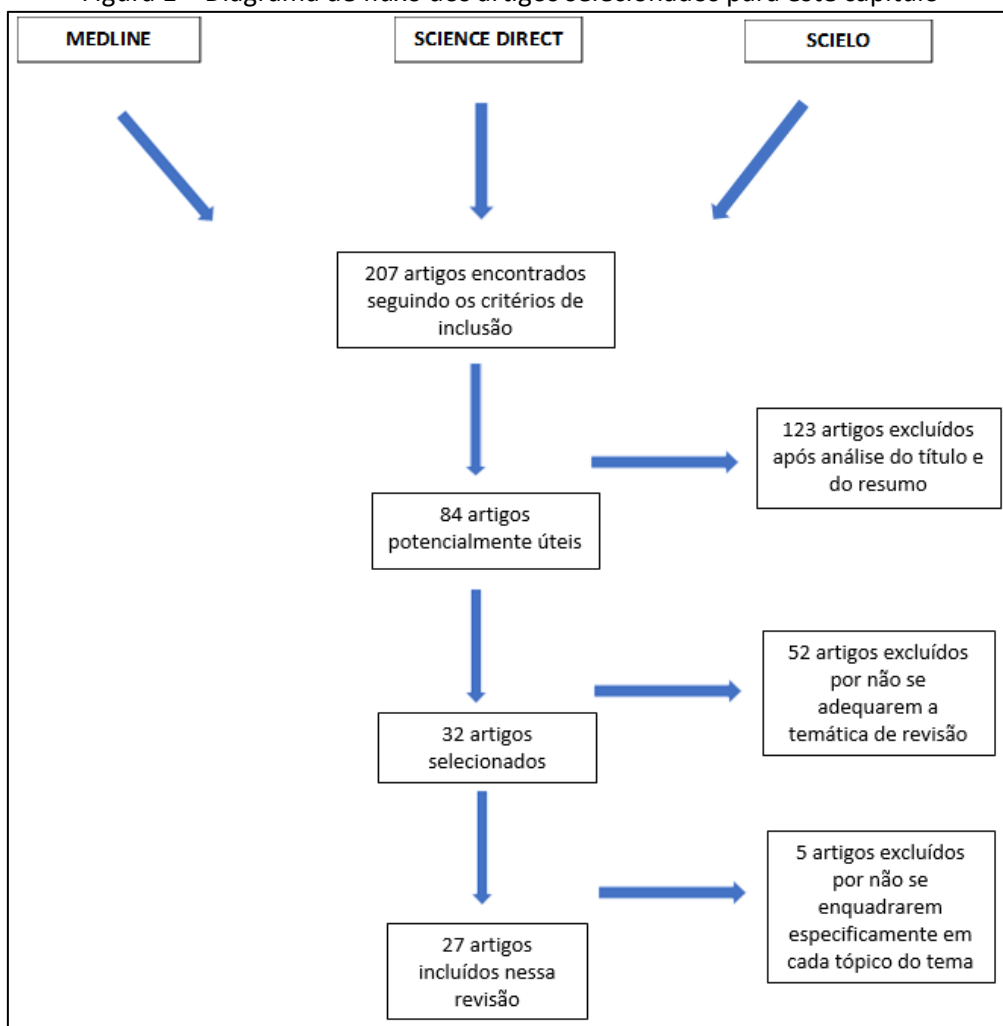 MEDLINE
SCIENCE DIRECT
SCIELO
207 artigos encontrados
seguindo os critérios de
inclusão
123 artigos excluídos
após análise do título e
do resumo
84 artigos
potencialmente úteis
52 artigos excluídos
por não se
adequarem a
temática de revisão
32 artigos
selecionados
5 artigos excluídos
por não se
enquadrarem
especificamente em
cada tópico do tema
27 artigos
incluídos nessa
revisão